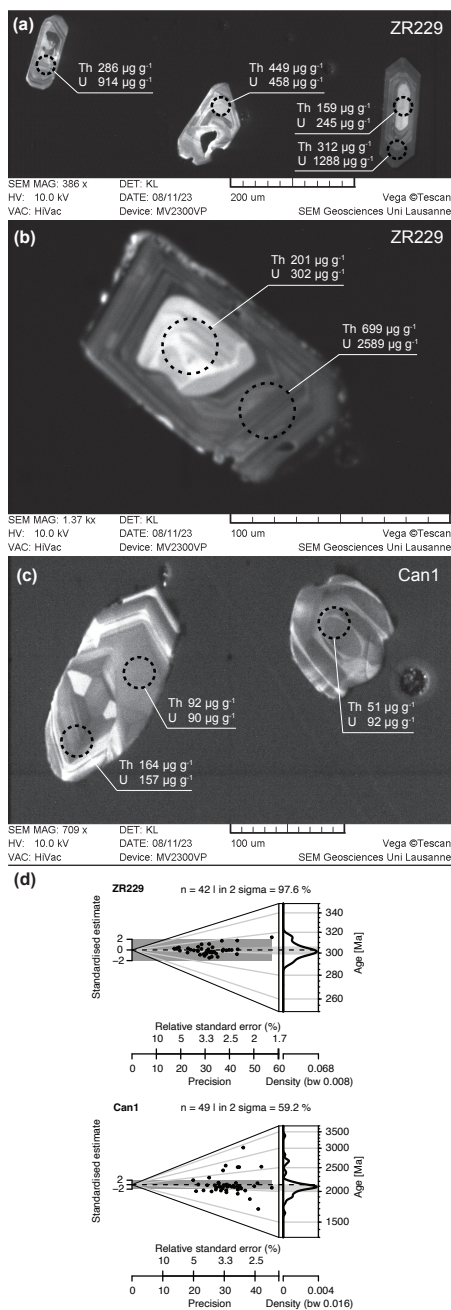 (a)
ZR229
Th 286 µg g⁻¹
U 914 µg g⁻¹
Th 449 µg g⁻¹
U 458 µg g⁻¹
Th 159 µg g⁻¹
U 245 µg g⁻¹
Th 312 µg g⁻¹
U 1288 µg g⁻¹
SEM MAG: 386 x DET: KL
HV: 10.0 kV DATE: 08/11/23 200 um Vega ©Tescan
VAC: HiVac Device: MV2300VP SEM Geosciences Uni Lausanne
(b)
ZR229
Th 201 µg g⁻¹
U 302 µg g⁻¹
Th 699 µg g⁻¹
U 2589 µg g⁻¹
SEM MAG: 1.37 kx DET: KL
HV: 10.0 kV DATE: 08/11/23 100 um Vega ©Tescan
VAC: HiVac Device: MV2300VP SEM Geosciences Uni Lausanne
(c)
Can1
Th 92 µg g⁻¹
U 90 µg g⁻¹
Th 51 µg g⁻¹
U 92 µg g⁻¹
Th 164 µg g⁻¹
U 157 µg g⁻¹
SEM MAG: 709 x DET: KL
HV: 10.0 kV DATE: 08/11/23 100 um Vega ©Tescan
VAC: HiVac Device: MV2300VP SEM Geosciences Uni Lausanne
(d)
ZR229 n = 42 | in 2 sigma = 97.6 %
Standardised estimate
2
0
−2
340
320
300
280
260
Age [Ma]
Relative standard error (%)
10 5 3.3 2.5 2 1.7
0 10 20 30 40 50 60 0 0.068
Precision Density (bw 0.008)
Can1 n = 49 | in 2 sigma = 59.2 %
Standardised estimate
2
−2
3500
3000
2500
2000
1500
Age [Ma]
Relative standard error (%)
10 5 3.3 2.5
0 10 20 30 40 0 0.004
Precision Density (bw 0.016)